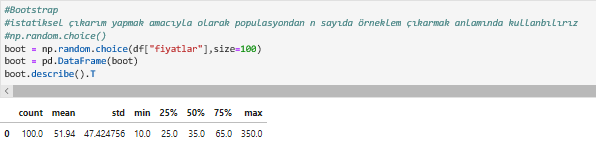 #Bootstrap
#istatiksel çıkarım yapmak amacıyla olarak populasyondan n sayıda örneklem çıkarmak anlamında kullanbılırız
#np.random.choice()
boot = np.random.choice(df["fiyatlar"],size=100)
boot = pd.DataFrame(boot)
boot.describe().T
count mean std min 25% 50% 75% max
0 100.0 51.94 47.424756 10.0 25.0 35.0 65.0 350.0